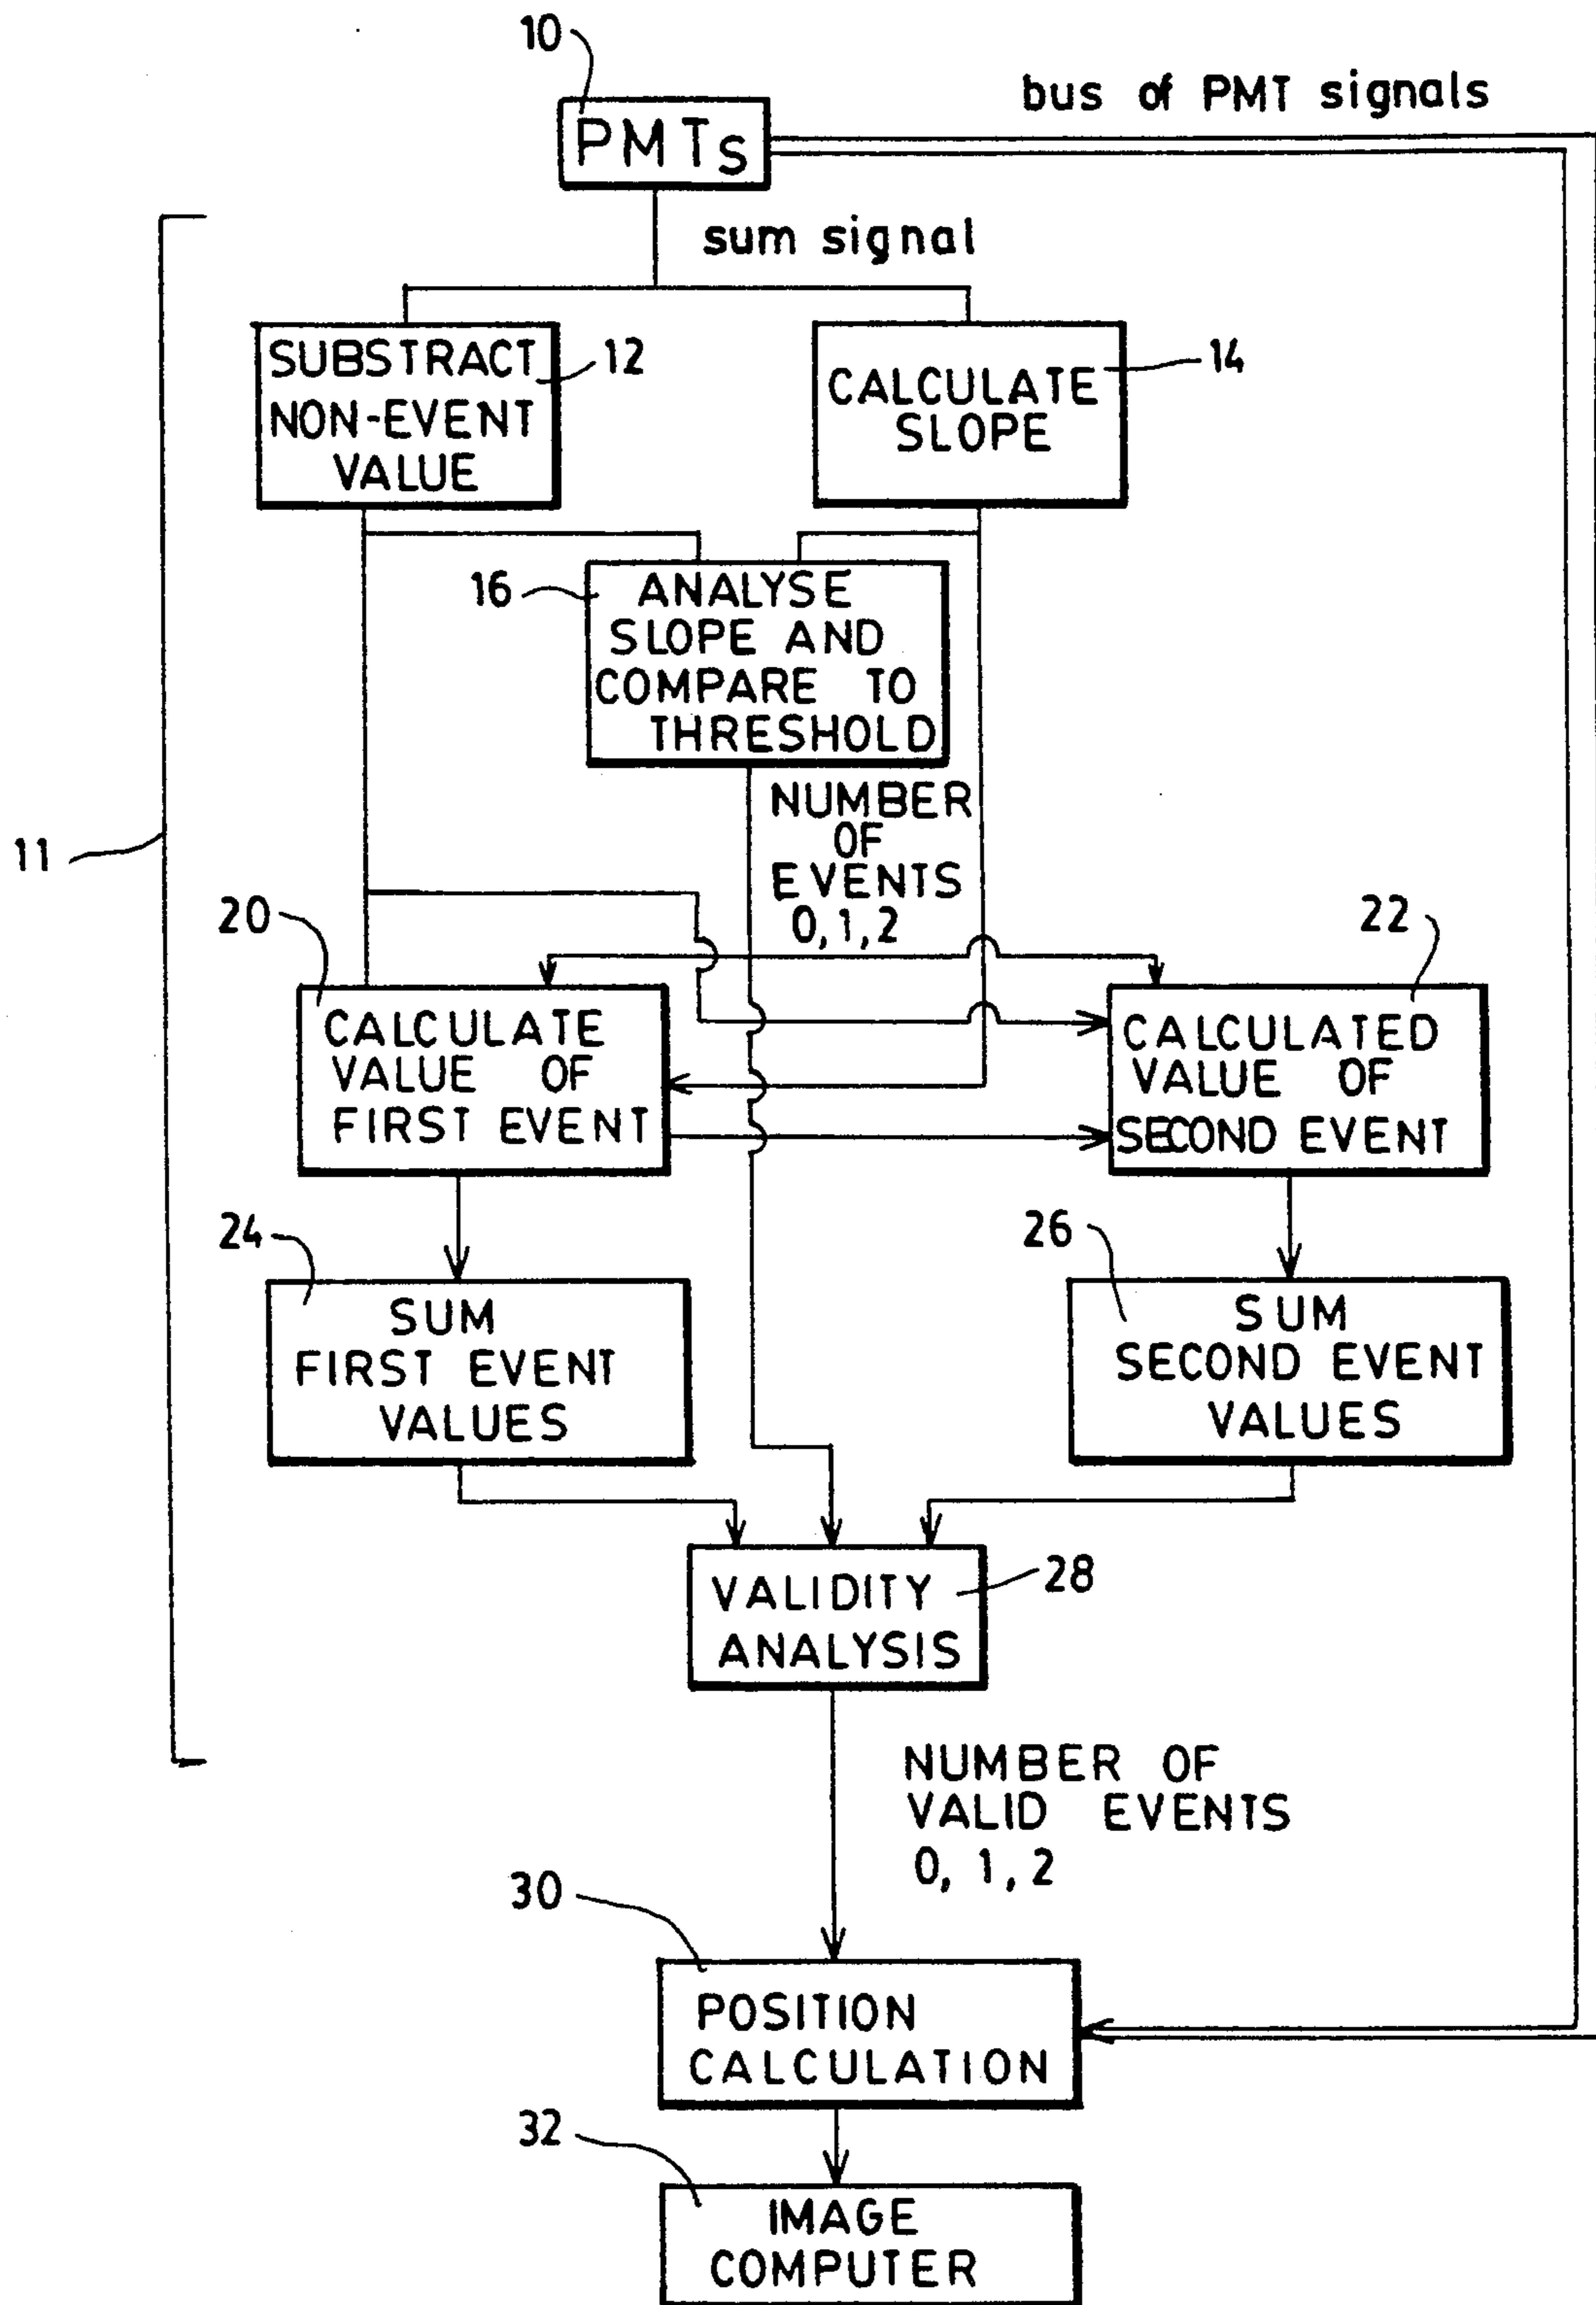 10
bus of PMT signals
PMTs
sum signal
SUBSTRACT
NON-EVENT
VALUE
12
CALCULATE
SLOPE
14
16
ANALYSE
SLOPE AND
COMPARE TO
THRESHOLD
NUMBER
OF
EVENTS
0, 1, 2
11
20
22
CALCULATE
VALUE OF
FIRST EVENT
CALCULATED
VALUE OF
SECOND EVENT
24
26
SUM
FIRST EVENT
VALUES
SUM
SECOND EVENT
VALUES
VALIDITY
ANALYSIS
28
NUMBER OF
VALID EVENTS
0, 1, 2
30
POSITION
CALCULATION
32
IMAGE
COMPUTER